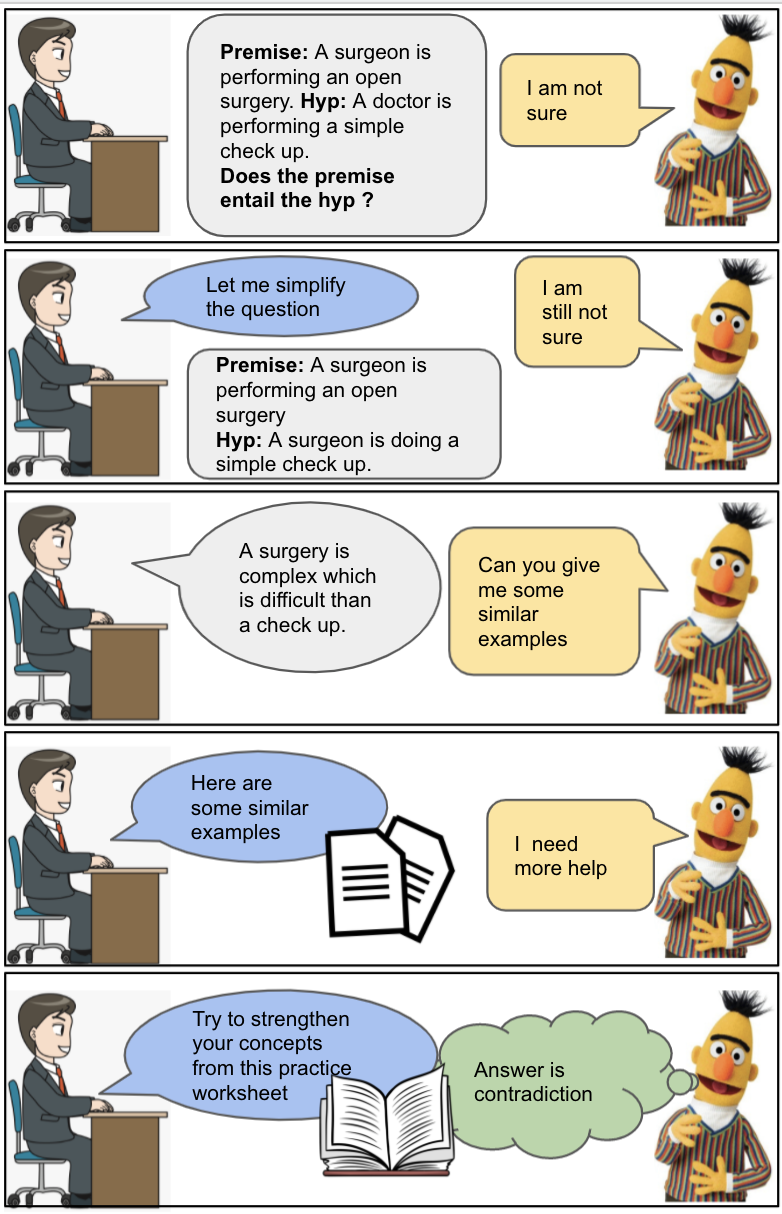 Premise: A surgeon is
performing an open
surgery. Hyp: A doctor is
performing a simple
check up.
Does the premise
entail the hyp ?
I am not
sure
Let me simplify
the question
I am
still not
sure
Premise: A surgeon is
performing an open
surgery
Hyp: A surgeon is doing a
simple check up.
A surgery is
complex which
is difficult than
a check up.
Can you give
me some
similar
examples
Here are
some similar
examples
I need
more help
Try to strengthen
your concepts
from this practice
worksheet
Answer is
contradiction